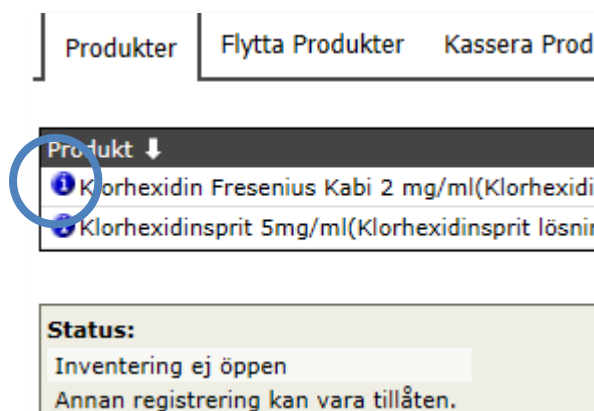 Produkter Flytta Produkter Kassera Prod
Produkt
Klorhexidin Fresenius Kabi 2 mg/ml(Klorhexidi
Klorhexidinsprit 5mg/ml(Klorhexidinsprit lösnin
Status:
Inventering ej öppen
Annan registrering kan vara tillåten.